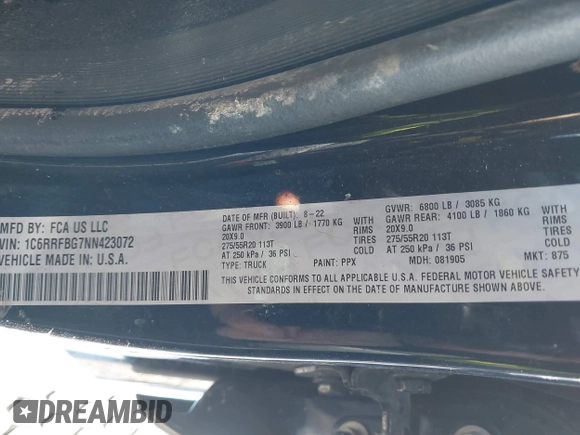 MFD BY: FCA US LLC
VIN: 1C6RRFBG7NN423072
VEHICLE MADE IN: U.S.A.
DATE OF MFR (BUILT): 8-22
GAWR FRONT: 3900 LB / 1770 KG
20X9.0 RIMS
275/55R20 113T TIRES
AT 250 kPa / 36 PSI COLD
TYPE: TRUCK PAINT: PPX
GVWR: 6800 LB / 3085 KG
GAWR REAR: 4100 LB / 1860 KG
20X9.0 RIMS
275/55R20 113T TIRES
AT 250 kPa / 36 PSI COLD
MDH: 081905 MKT: 875
THIS VEHICLE CONFORMS TO ALL APPLICABLE U.S.A. FEDERAL MOTOR VEHICLE SAFETY
STANDARDS IN EFFECT ON THE DATE OF MANUFACTURE SHOWN ABOVE.
DREAMBID